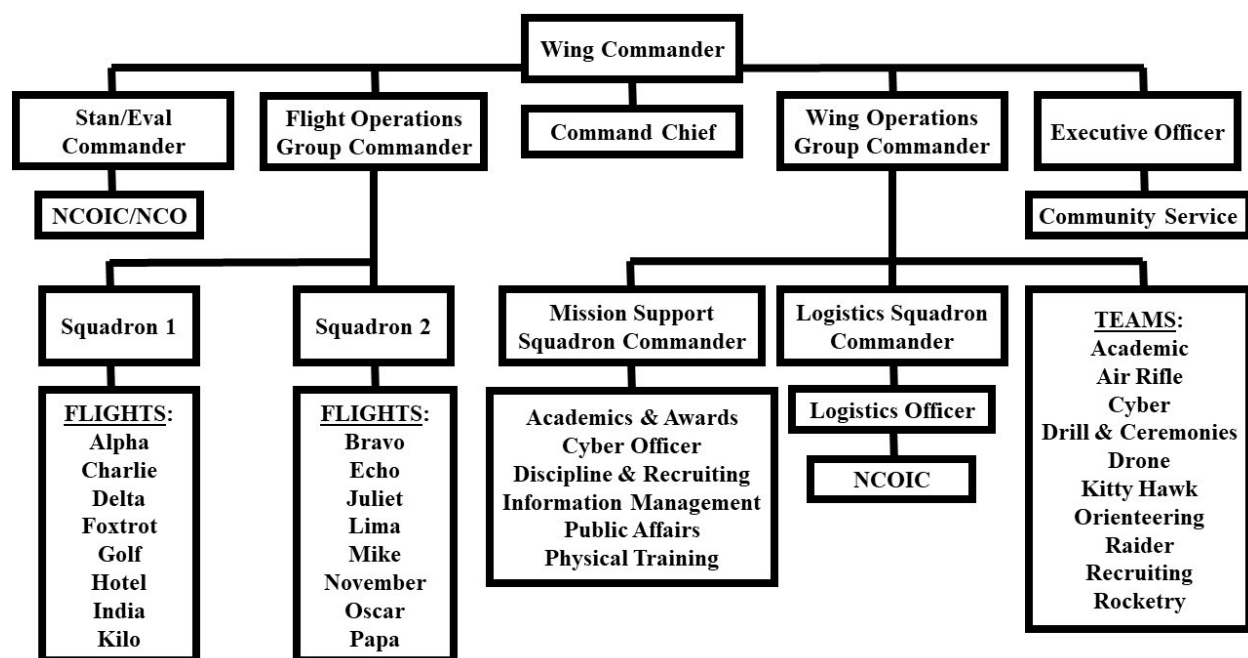 Wing Commander
Stan/Eval
Commander
Flight Operations
Group Commander
Command Chief
Wing Operations
Group Commander
Executive Officer
NCOIC/NCO
Community Service
Squadron 1
Squadron 2
Mission Support
Squadron Commander
Logistics Squadron
Commander
TEAMS:
Academic
Air Rifle
Cyber
Drill & Ceremonies
Drone
Kitty Hawk
Orienteering
Raider
Recruiting
Rocketry
FLIGHTS:
Alpha
Charlie
Delta
Foxtrot
Golf
Hotel
India
Kilo
FLIGHTS:
Bravo
Echo
Juliet
Lima
Mike
November
Oscar
Papa
Academics & Awards
Cyber Officer
Discipline & Recruiting
Information Management
Public Affairs
Physical Training
Logistics Officer
NCOIC